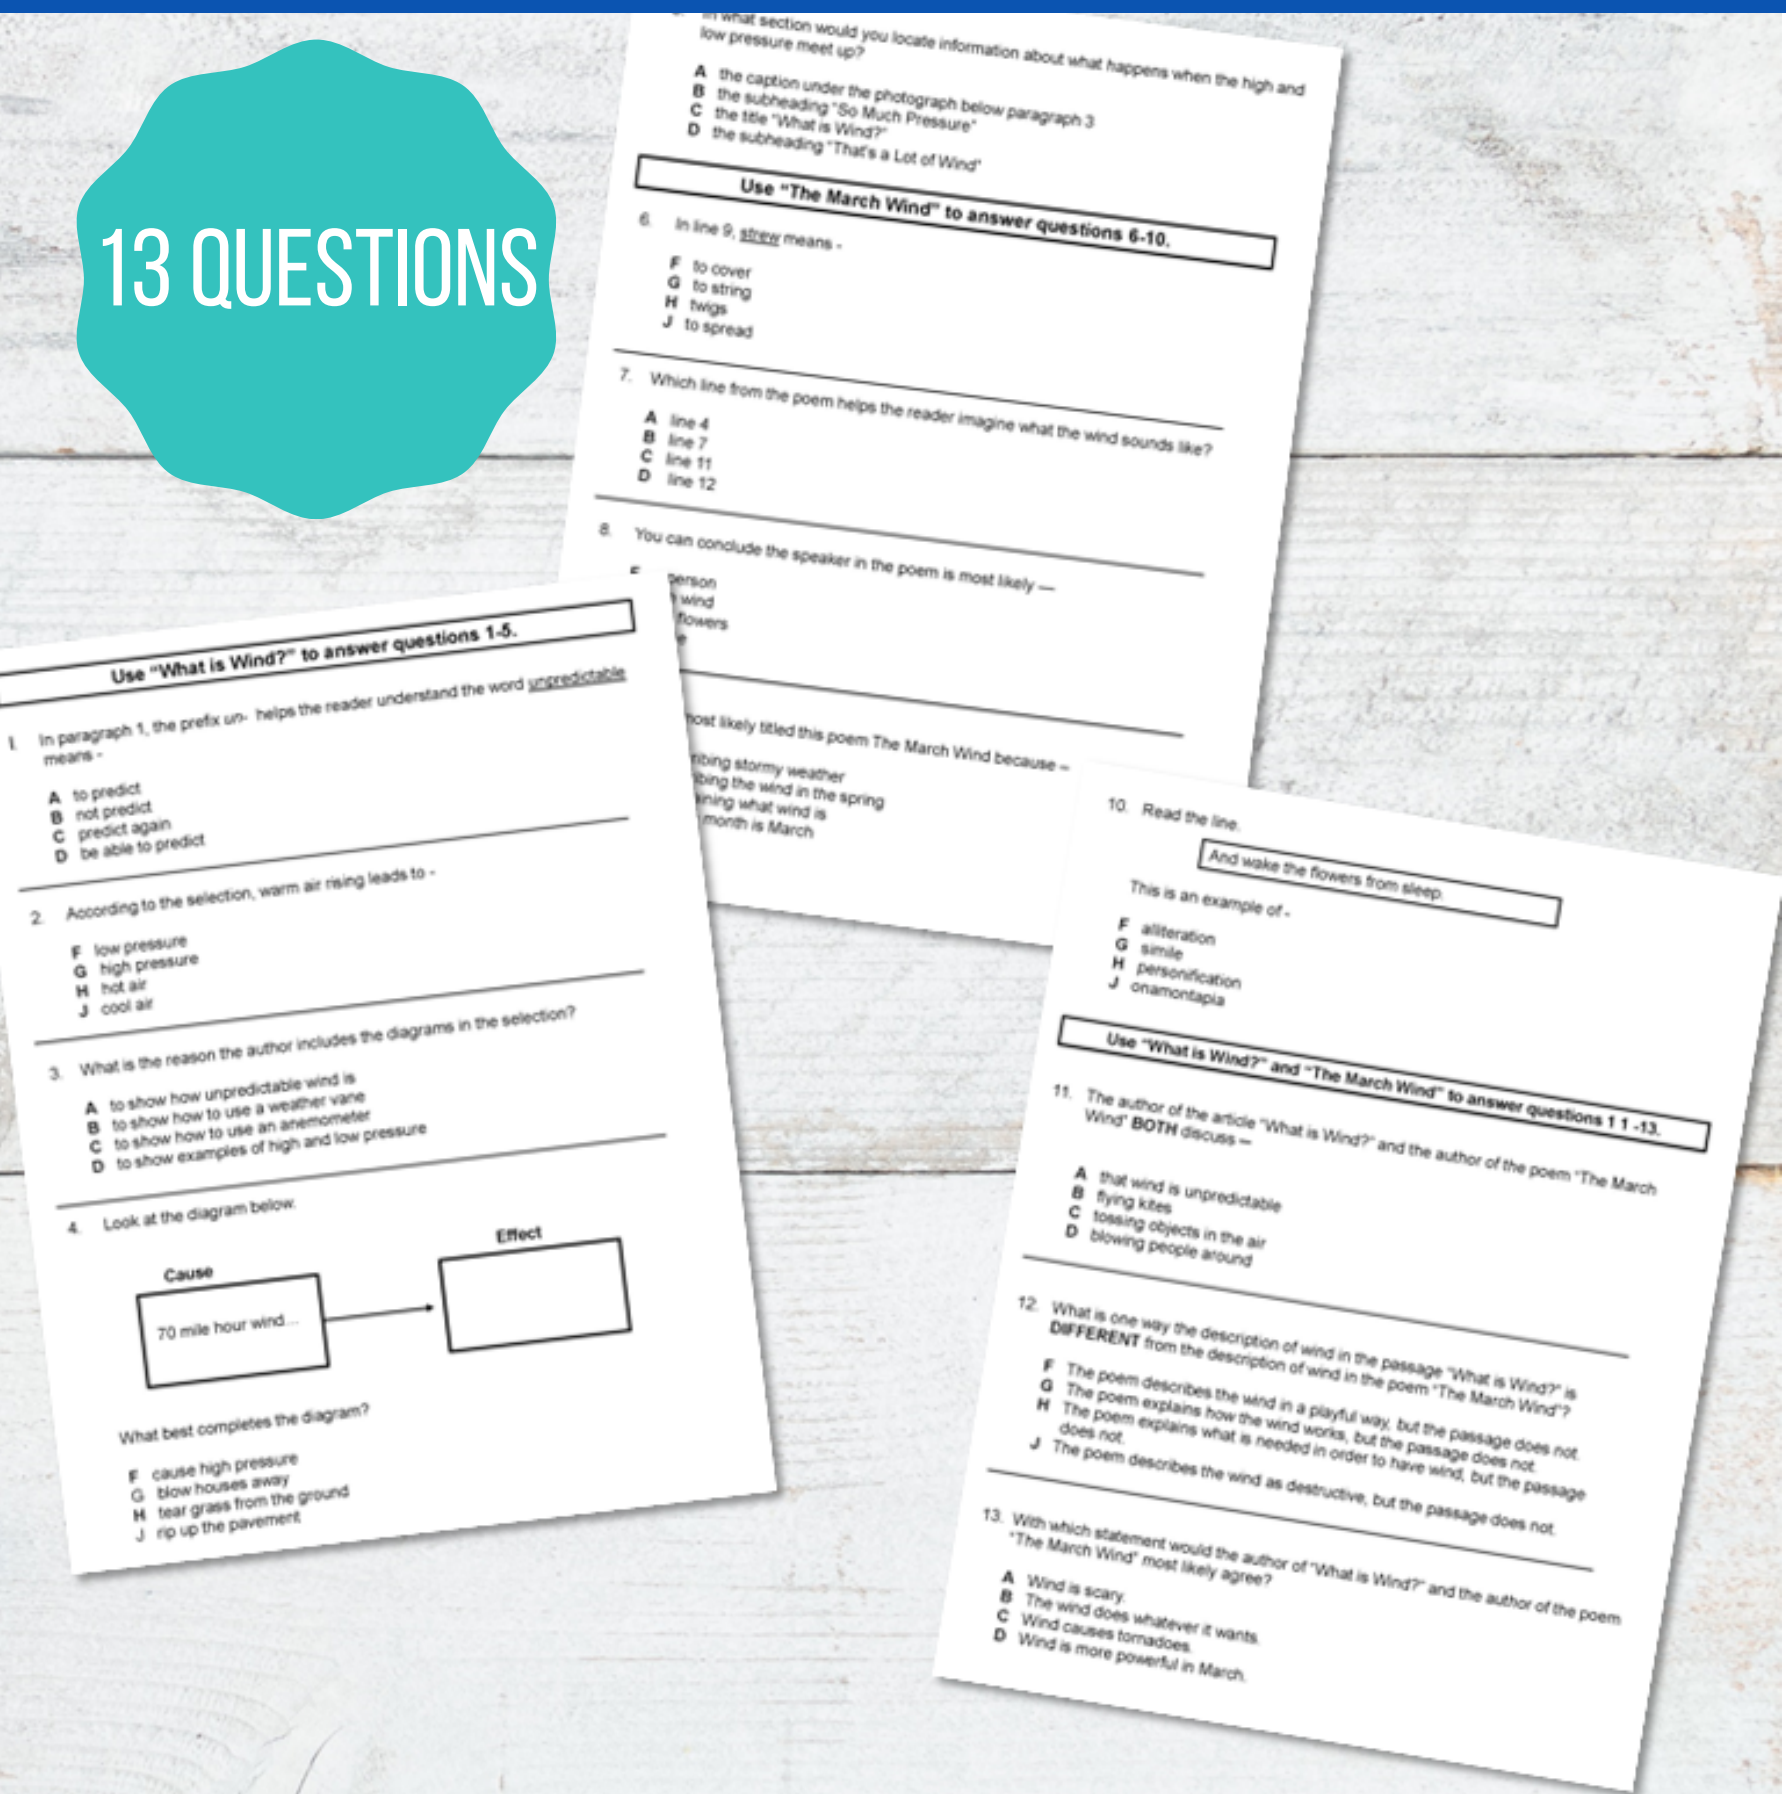 13 QUESTIONS
what section would you locate information about what happens when the high and
low pressure meet up?
A the caption under the photograph below paragraph 3
B the subheading "So Much Pressure"
C the title "What is Wind?"
D the subheading "That's a Lot of Wind"
Use "The March Wind" to answer questions 6-10.
6. In line 9, strew means -
F to cover
G to string
H twigs
J to spread
7. Which line from the poem helps the reader imagine what the wind sounds like?
A line 4
B line 7
C line 11
D line 12
8. You can conclude the speaker in the poem is most likely —
person
wind
flowers
most likely titled this poem The March Wind because –
stormy weather
the wind in the spring
what wind is
month is March
Use "What is Wind?" to answer questions 1-5.
1. In paragraph 1, the prefix un- helps the reader understand the word unpredictable
means -
A to predict
B not predict
C predict again
D be able to predict
2. According to the selection, warm air rising leads to -
F low pressure
G high pressure
H hot air
J cool air
3. What is the reason the author includes the diagrams in the selection?
A to show how unpredictable wind is
B to show how to use a weather vane
C to show how to use an anemometer
D to show examples of high and low pressure
4. Look at the diagram below.
Cause
Effect
70 mile hour wind...
What best completes the diagram?
F cause high pressure
G blow houses away
H tear grass from the ground
J rip up the pavement
10. Read the line.
And wake the flowers from sleep.
This is an example of -
F alliteration
G simile
H personification
J onamontapia
Use "What is Wind?" and "The March Wind" to answer questions 1 1 -13.
11. The author of the article "What is Wind?" and the author of the poem "The March
Wind" BOTH discuss —
A that wind is unpredictable
B flying kites
C tossing objects in the air
D blowing people around
12. What is one way the description of wind in the passage "What is Wind?" is
DIFFERENT from the description of wind in the poem "The March Wind"?
F The poem describes the wind in a playful way, but the passage does not.
G The poem explains how the wind works, but the passage does not.
H The poem explains what is needed in order to have wind, but the passage
does not.
J The poem describes the wind as destructive, but the passage does not.
13. With which statement would the author of "What is Wind?" and the author of the poem
"The March Wind" most likely agree?
A Wind is scary.
B The wind does whatever it wants.
C Wind causes tornadoes.
D Wind is more powerful in March.